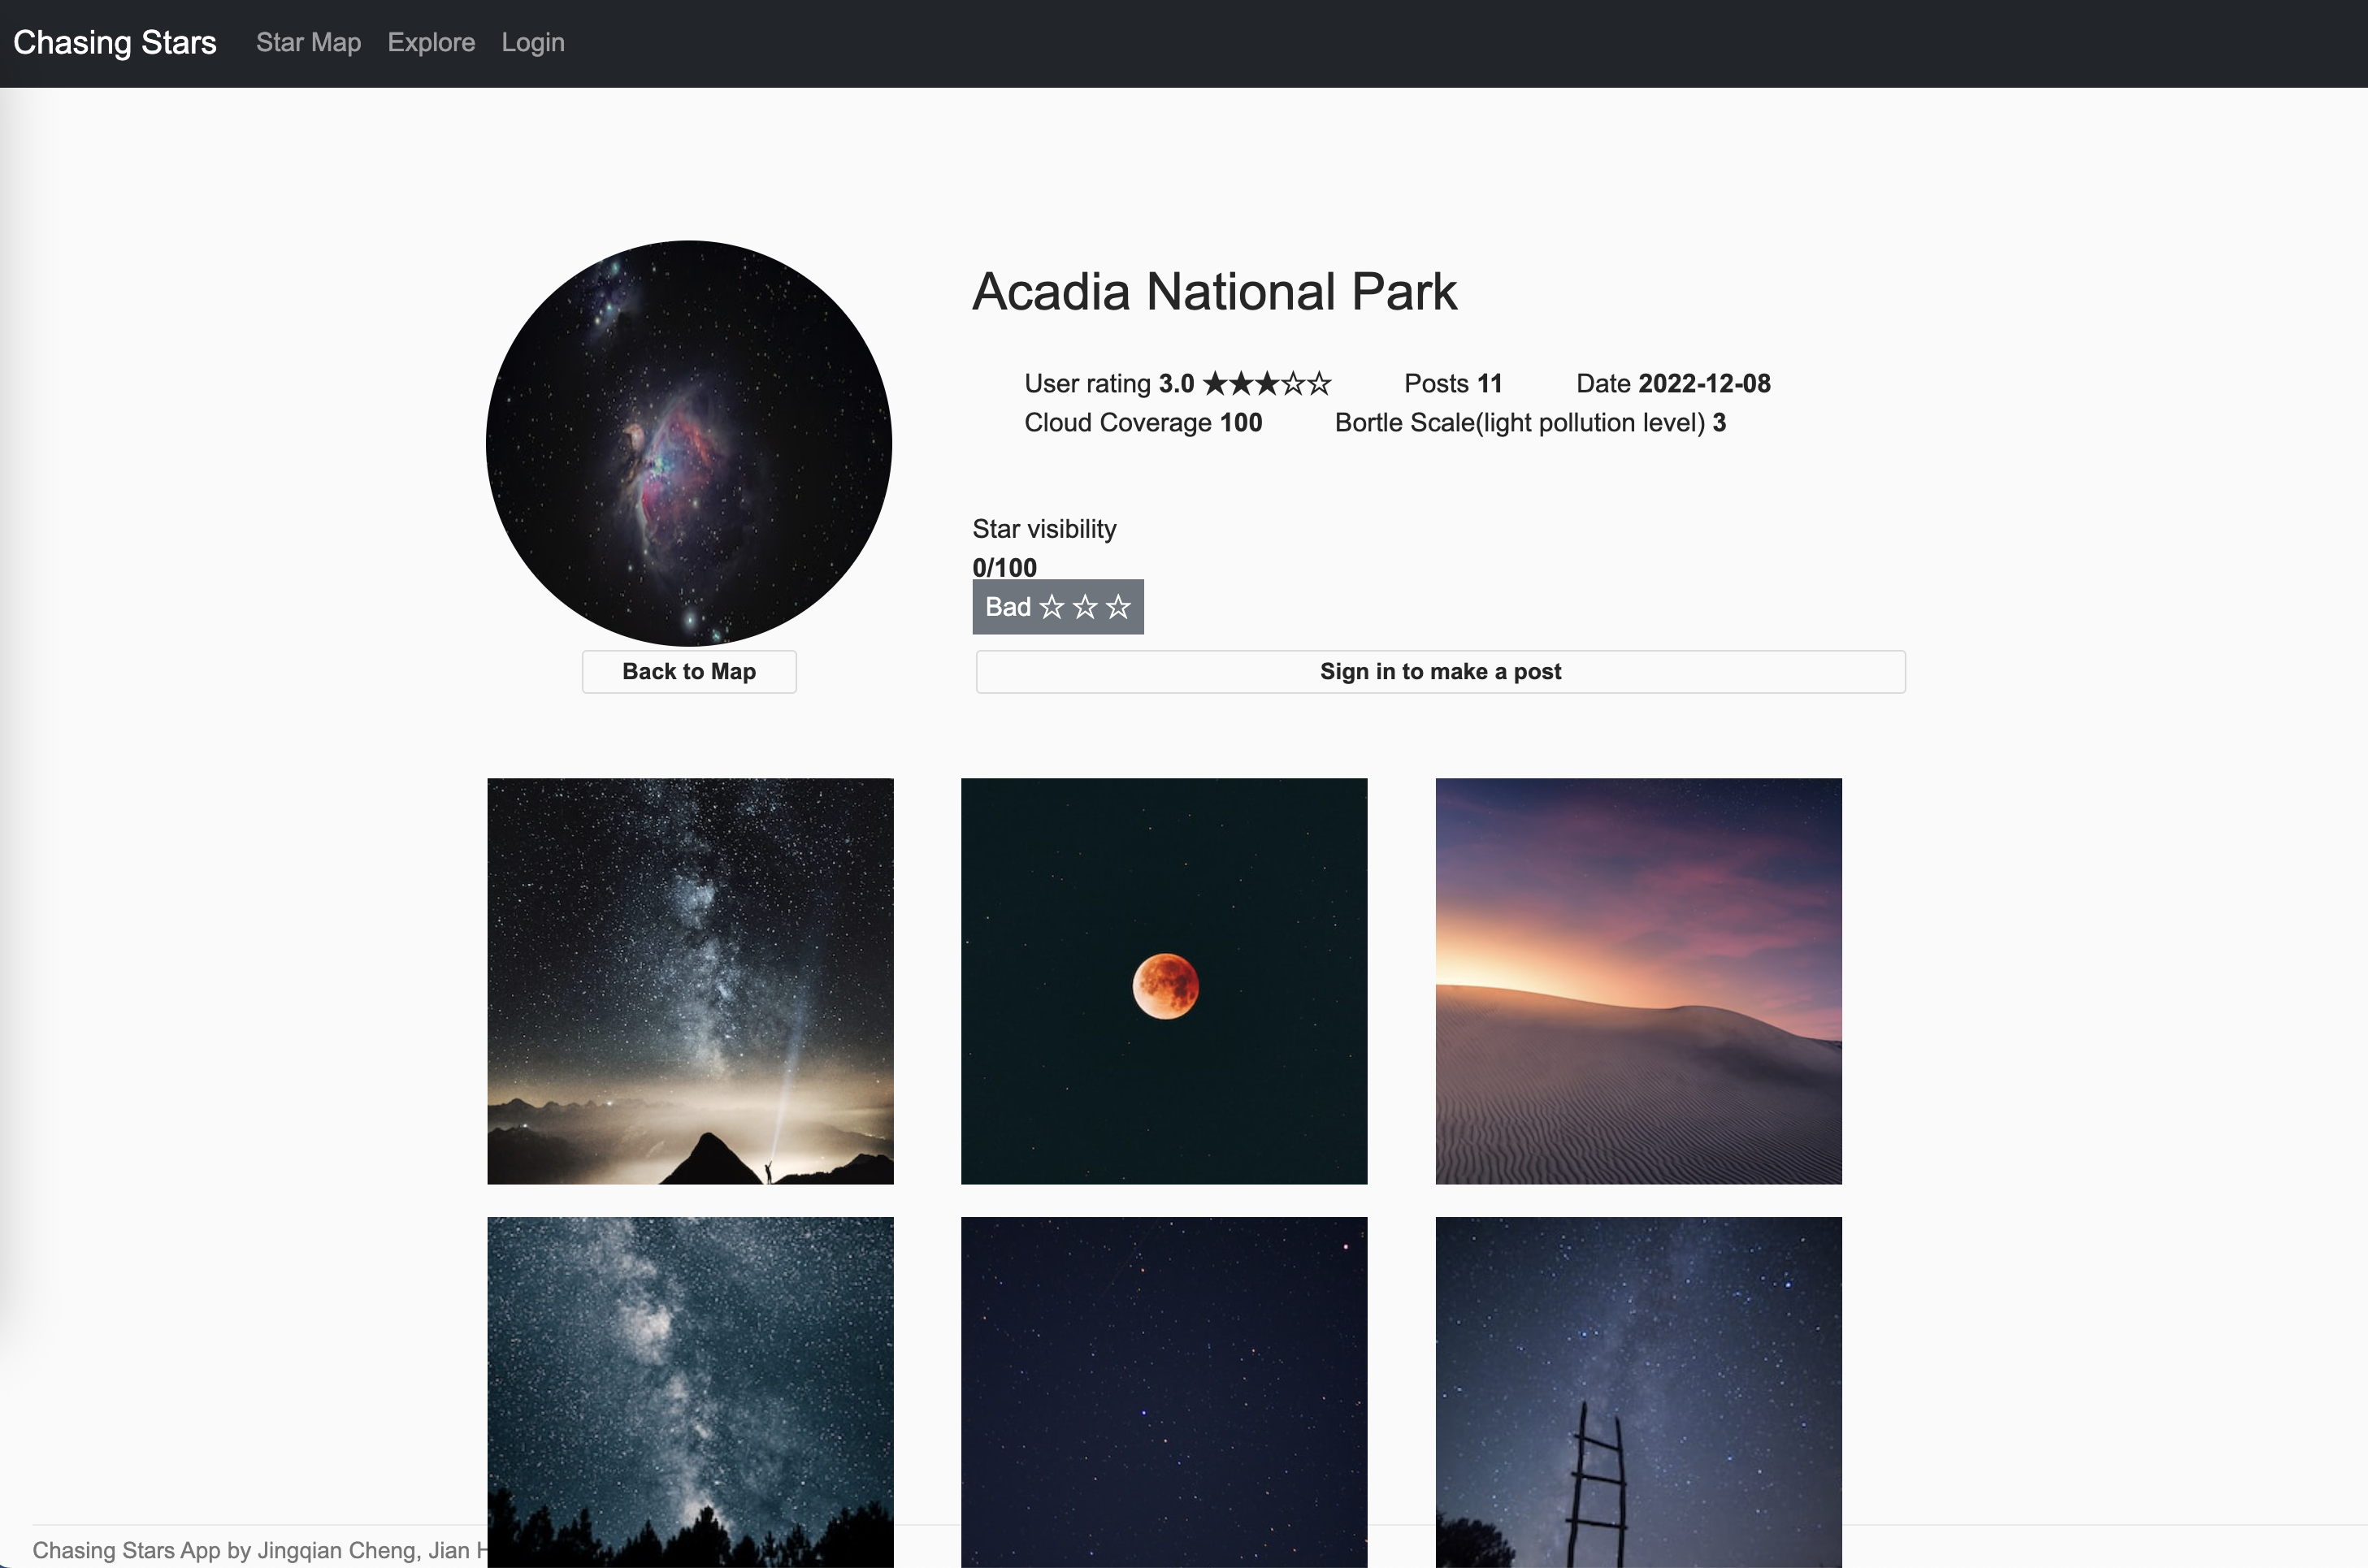 Chasing Stars Star Map Explore Login
Acadia National Park
User rating 3.0 ★★★☆☆ Posts 11 Date 2022-12-08
Cloud Coverage 100 Bortle Scale(light pollution level) 3
Star visibility
0/100
Bad ☆ ☆ ☆
Back to Map Sign in to make a post
Chasing Stars App by Jingqian Cheng, Jian